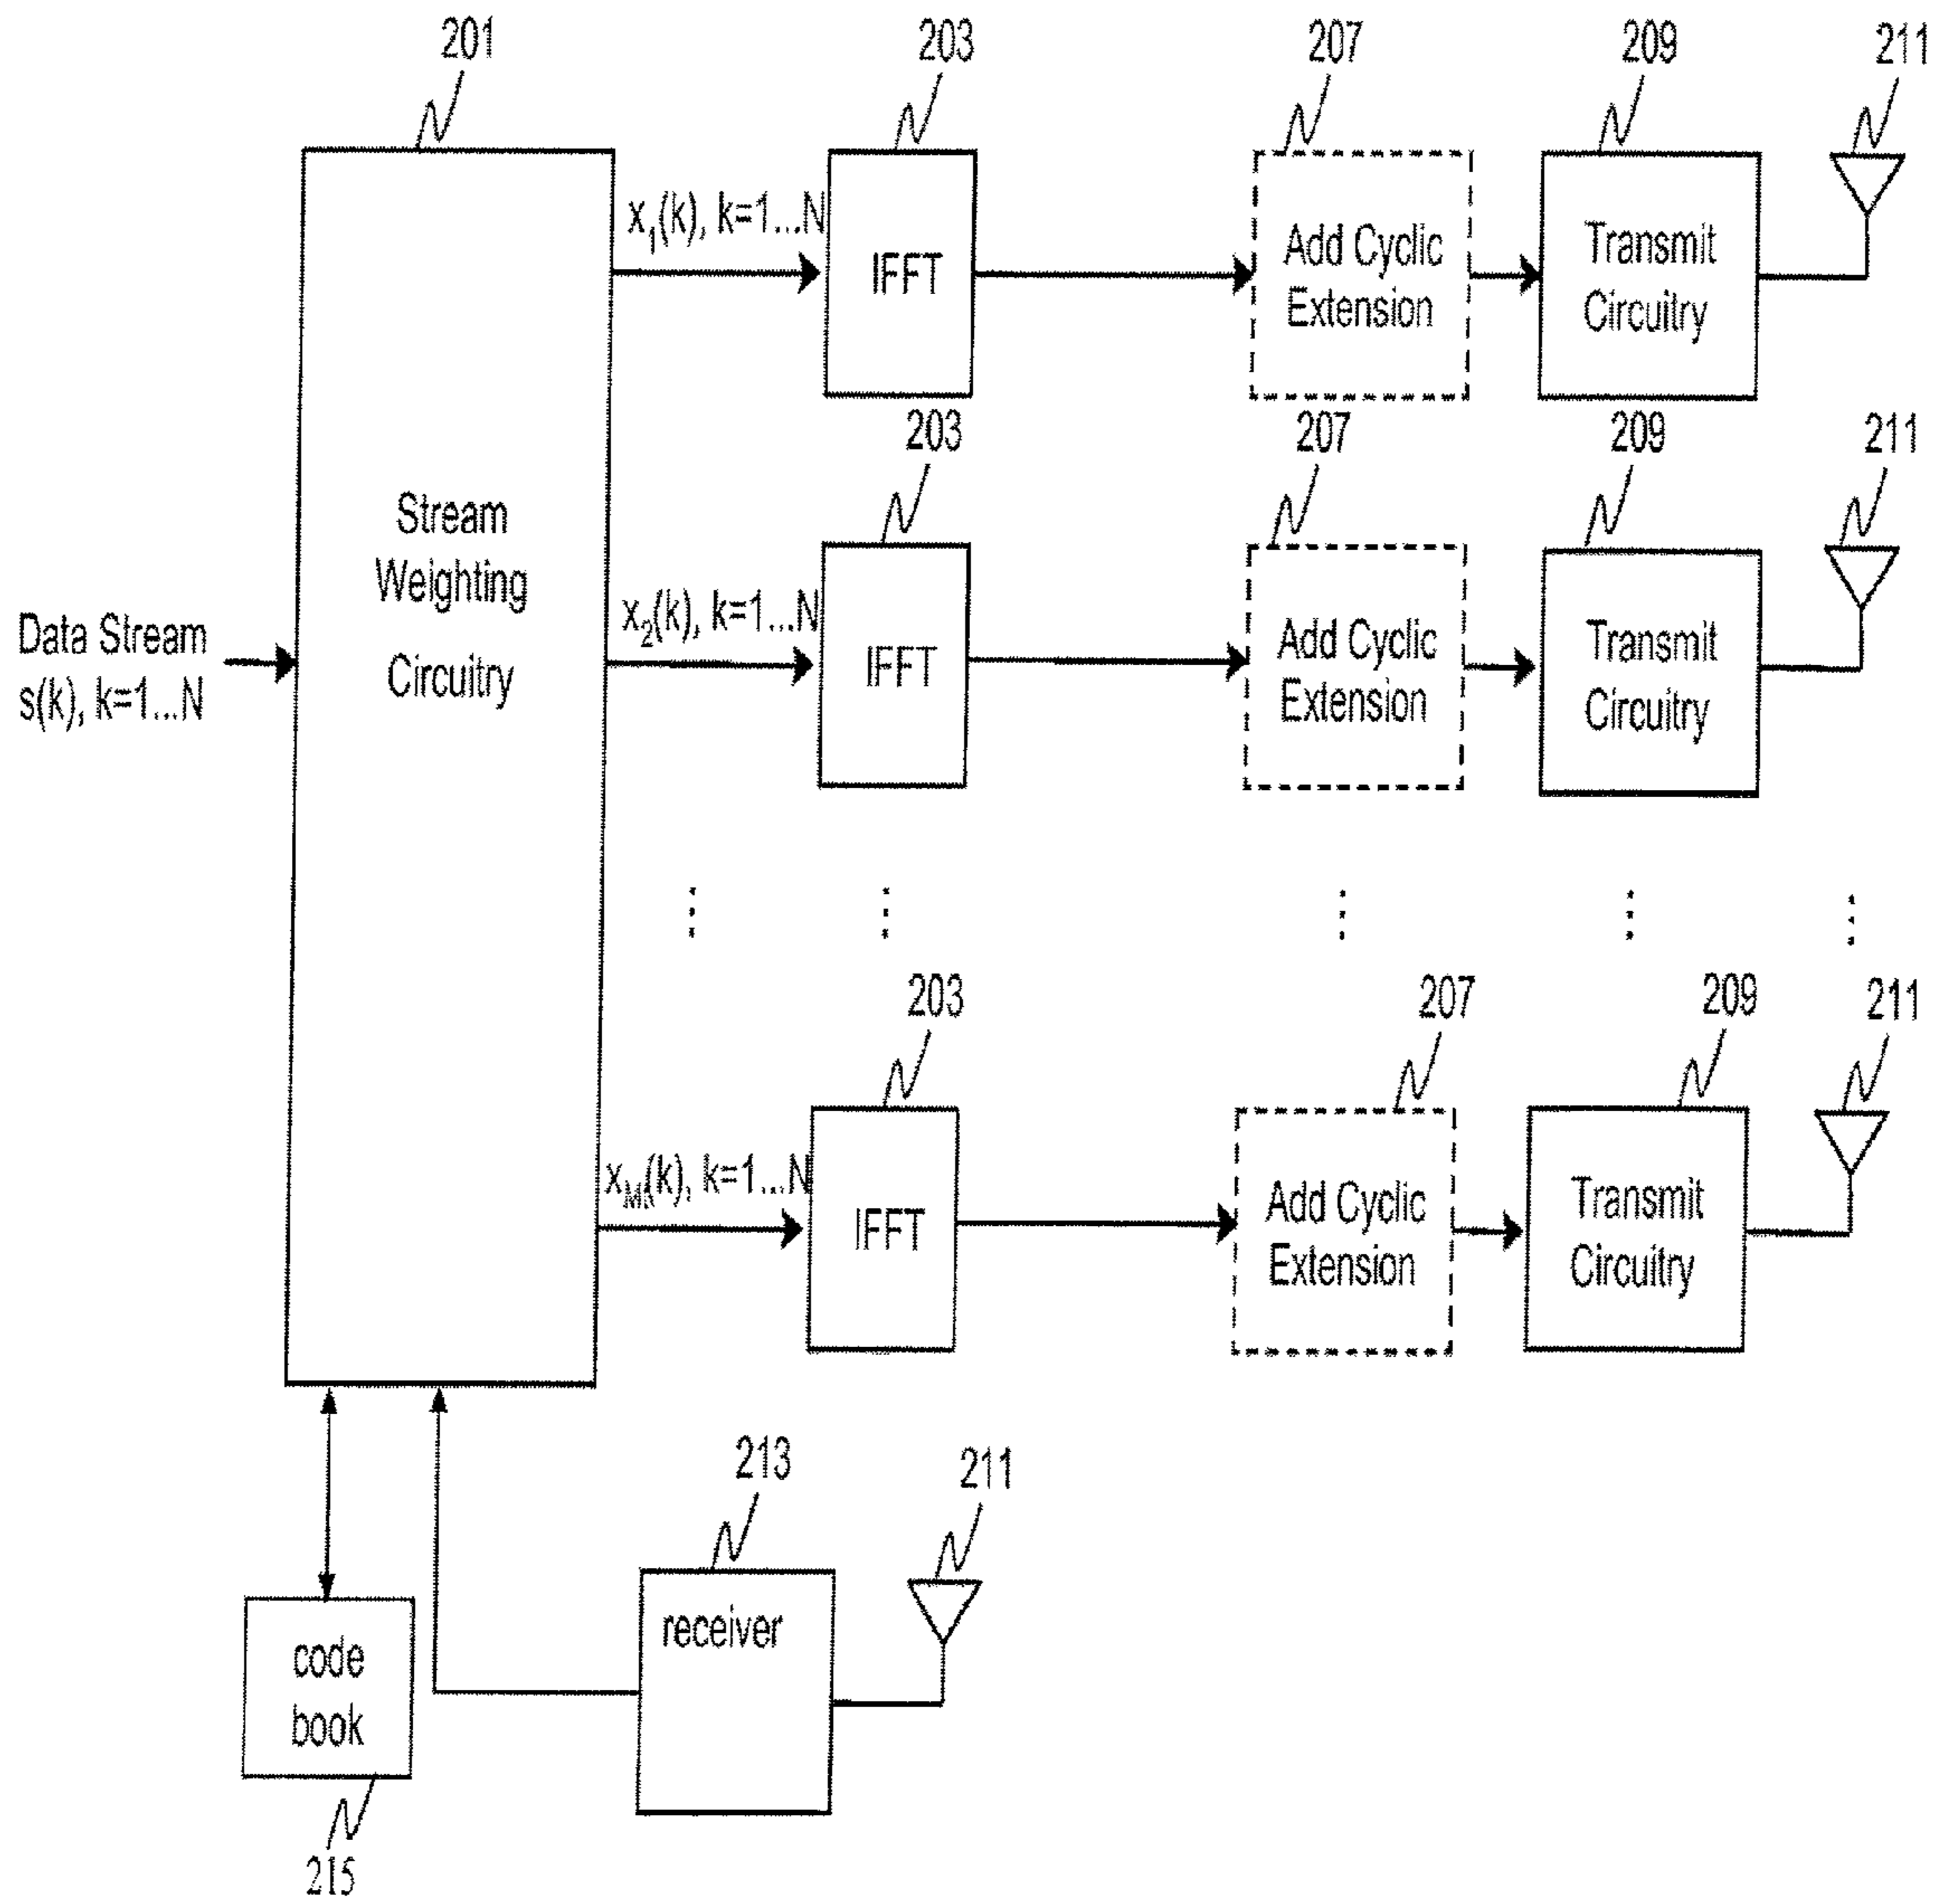 201
203
207
209
211
x1(k), k=1...N
IFFT
Add Cyclic
Extension
Transmit
Circuitry
203
207
209
211
Stream
Weighting
Circuitry
Data Stream
s(k), k=1...N
x2(k), k=1...N
IFFT
Add Cyclic
Extension
Transmit
Circuitry
⋮ ⋮ ⋮ ⋮ ⋮
203
207
209
211
xMt(k), k=1...N
IFFT
Add Cyclic
Extension
Transmit
Circuitry
213
211
receiver
code
book
215